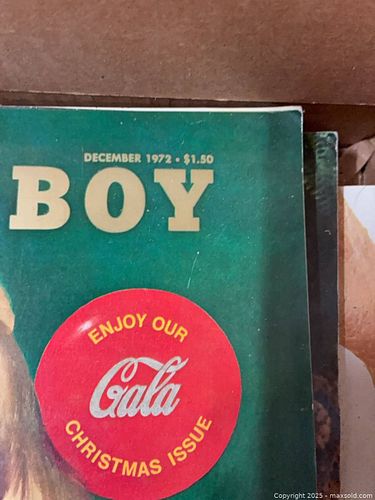 DECEMBER 1972 • $1.50
BOY
ENJOY OUR
Gala
CHRISTMAS ISSUE
Copyright 2025 - maxsold.com